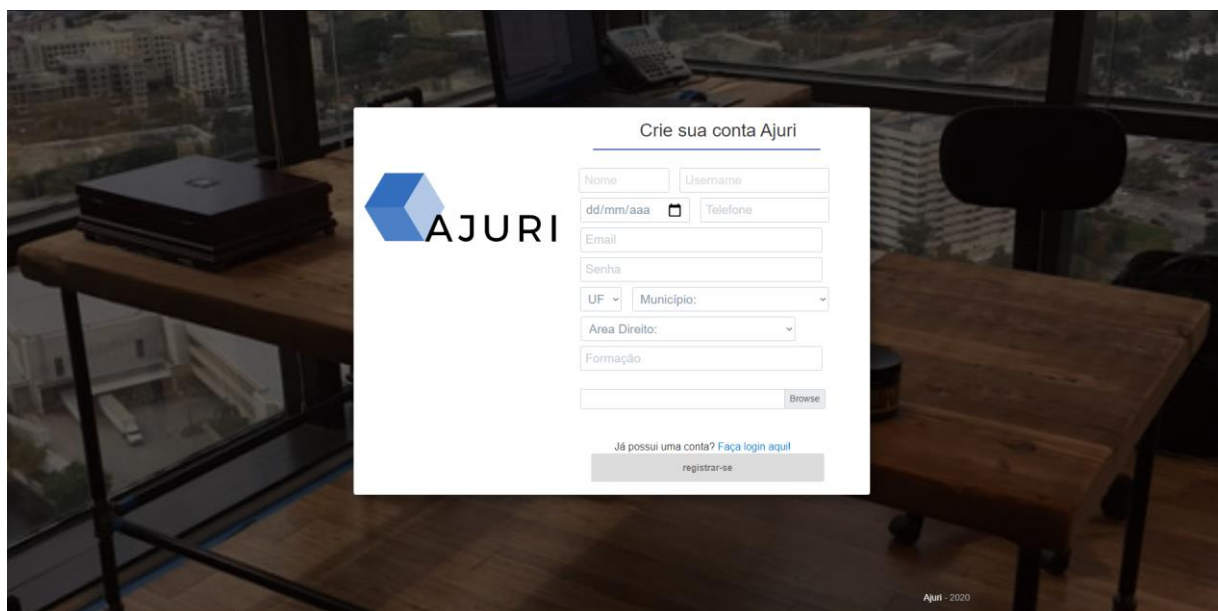 Crie sua conta Ajuri
AJURI
Nome Username
dd/mm/aaa Telefone
Email
Senha
UF Município:
Area Direito:
Formação
Browse
Já possui uma conta? Faça login aqui!
registrar-se
Ajuri - 2020